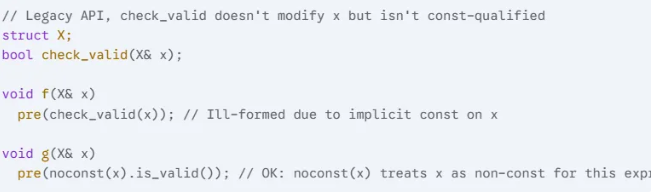 // Legacy API, check_valid doesn't modify x but isn't const-qualified
struct X;
bool check_valid(X& x);
void f(X& x)
pre(check_valid(x)); // Ill-formed due to implicit const on x
void g(X& x)
pre(noconst(x).is_valid()); // OK: noconst(x) treats x as non-const for this expr